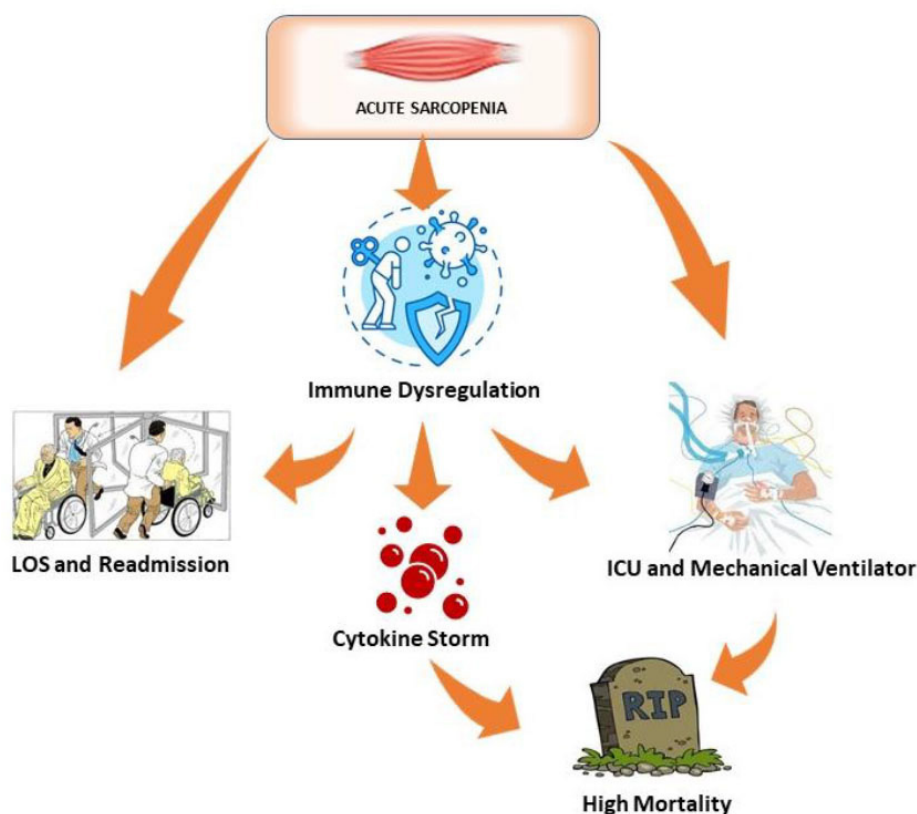 ACUTE SARCOPENIA
Immune Dysregulation
LOS and Readmission
ICU and Mechanical Ventilator
Cytokine Storm
RIP
High Mortality